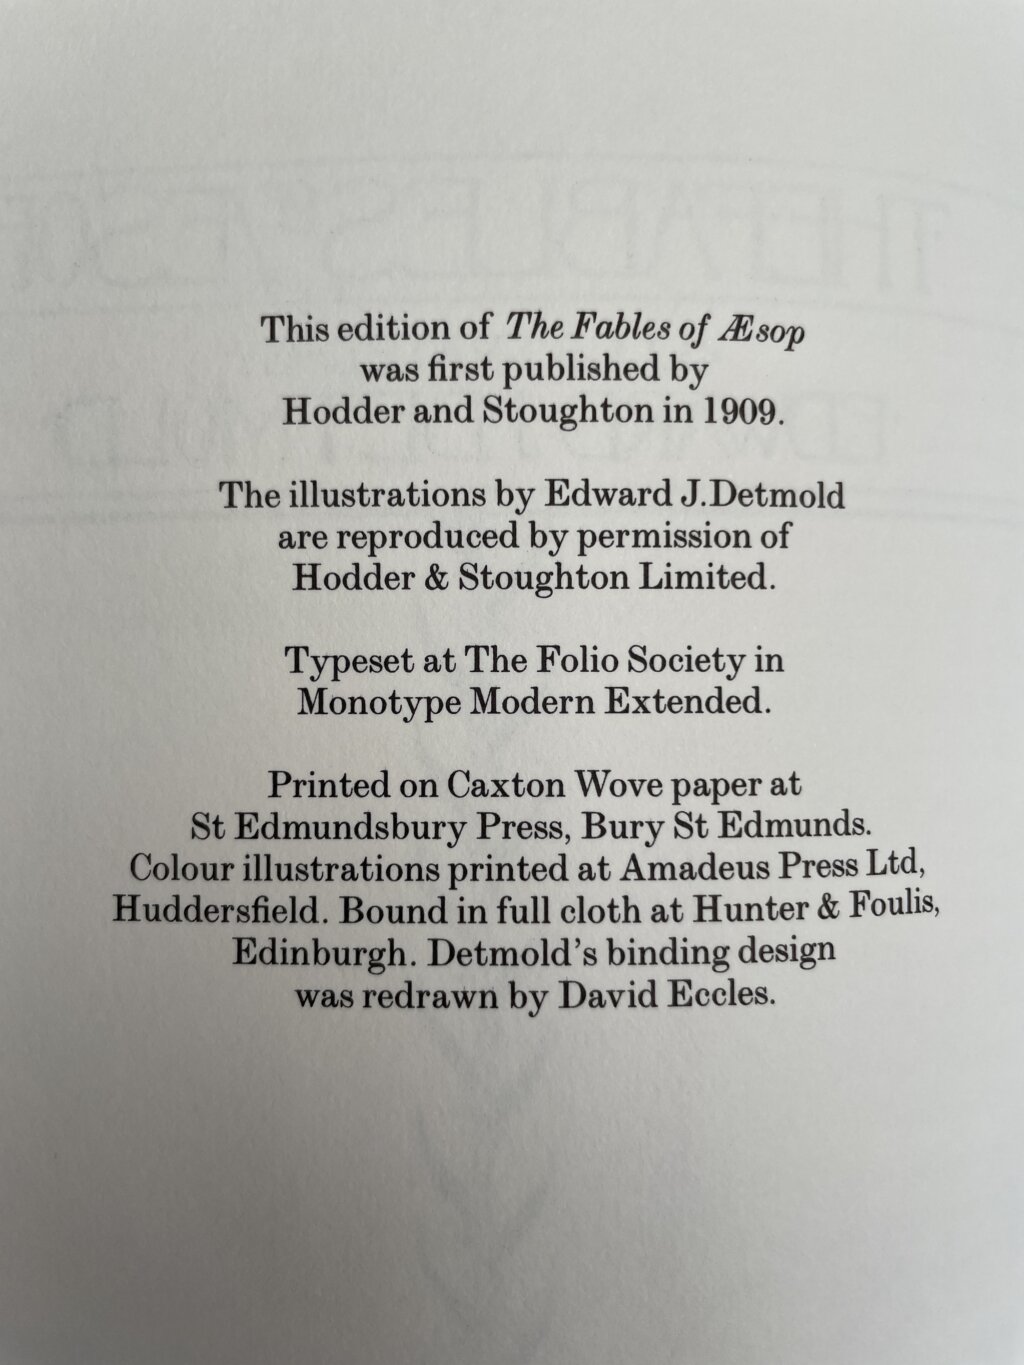 This edition of The Fables of Æsop
was first published by
Hodder and Stoughton in 1909.
The illustrations by Edward J.Detmold
are reproduced by permission of
Hodder & Stoughton Limited.
Typeset at The Folio Society in
Monotype Modern Extended.
Printed on Caxton Wove paper at
St Edmundsbury Press, Bury St Edmunds.
Colour illustrations printed at Amadeus Press Ltd,
Huddersfield. Bound in full cloth at Hunter & Foulis,
Edinburgh. Detmold's binding design
was redrawn by David Eccles.